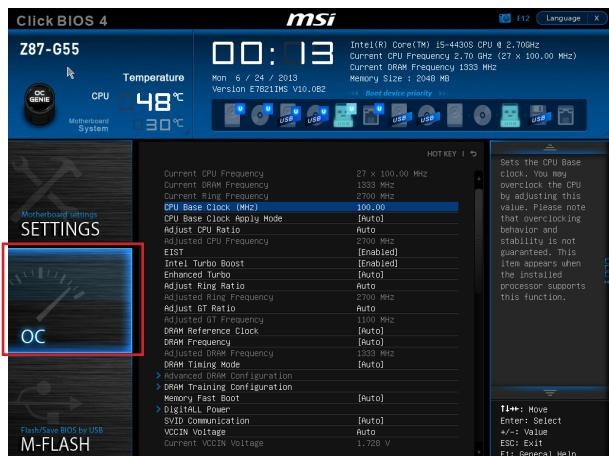 Click BIOS 4
msi
F12
Language
X
Z87-G55
OC
GENIE
Temperature
CPU
48°C
Motherboard
System
30°C
00:13
Mon 6 / 24 / 2013
Version E7821IMS V10.0B2
Intel(R) Core(TM) i5-4430S CPU @ 2.70GHz
Current CPU Frequency 2.70 GHz (27 x 100.00 MHz)
Current DRAM Frequency 1333 MHz
Memory Size : 2048 MB
Boot device priority
USB
USB
USB
USB
USB
HOT KEY
Motherboard settings
SETTINGS
OC
Flash/Save BIOS by USB
M-FLASH
Current CPU Frequency 27 x 100.00 MHz
Current DRAM Frequency 1333 MHz
Current Ring Frequency 2700 MHz
CPU Base Clock (MHz) 100.00
CPU Base Clock Apply Mode [Auto]
Adjust CPU Ratio Auto
Adjusted CPU Frequency 2700 MHz
EIST [Enabled]
Intel Turbo Boost [Enabled]
Enhanced Turbo [Auto]
Adjust Ring Ratio Auto
Adjusted Ring Frequency 2700 MHz
Adjust GT Ratio Auto
Adjusted GT Frequency 1100 MHz
DRAM Reference Clock [Auto]
DRAM Frequency [Auto]
Adjusted DRAM Frequency 1333 MHz
DRAM Timing Mode [Auto]
> Advanced DRAM Configuration
> DRAM Training Configuration
Memory Fast Boot [Auto]
> DigitALL Power
SVID Communication [Auto]
VCCIN Voltage Auto
Current VCCIN Voltage 1.728 V
Sets the CPU Base
clock. You may
overclock the CPU
by adjusting this
value. Please note
that overclocking
behavior and
stability is not
guaranteed. This
item appears when
the installed
processor supports
this function.
↑↓→←: Move
Enter: Select
+/-: Value
ESC: Exit
F1: General Help